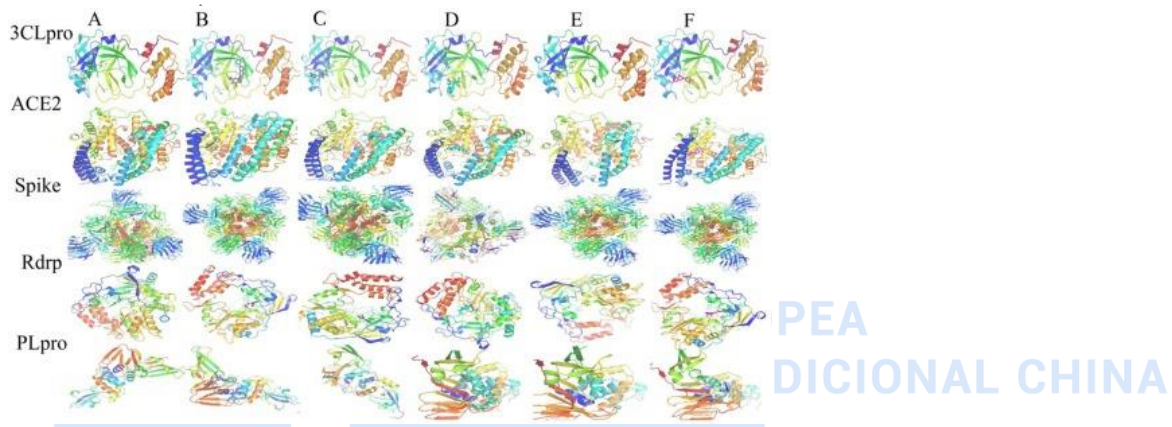 A B C D E F
3CLpro
ACE2
Spike
Rdrp
PLpro
PEA
DICIONAL CHINA